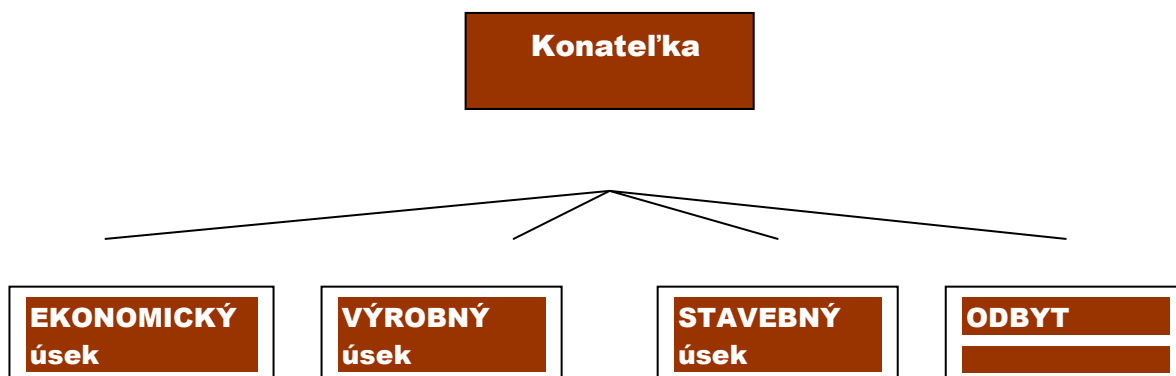 Konateľka
EKONOMICKÝ
úsek
VÝROBNÝ
úsek
STAVEBNÝ
úsek
ODBYT